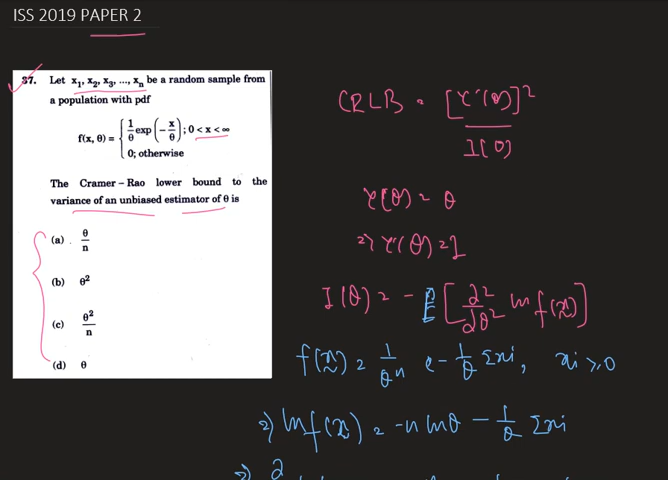 ISS 2019 PAPER 2
37. Let x₁, x₂, x₃, ..., xₙ be a random sample from
a population with pdf
f(x, θ) = { 1/θ exp(−x/θ); 0 < x < ∞
0; otherwise
The Cramer – Rao lower bound to the
variance of an unbiased estimator of θ is
(a) θ/n
(b) θ²
(c) θ²/n
(d) θ
CRLB = [τ'(θ)]² / I(θ)
τ(θ) = θ
⇒ τ'(θ) = 1
I(θ) = − E [ ∂²/∂θ² ln f(x) ]
f(x) = 1/θⁿ e^(−1/θ Σxi), xi ≥ 0
⇒ ln f(x) = −n ln θ − 1/θ Σxi